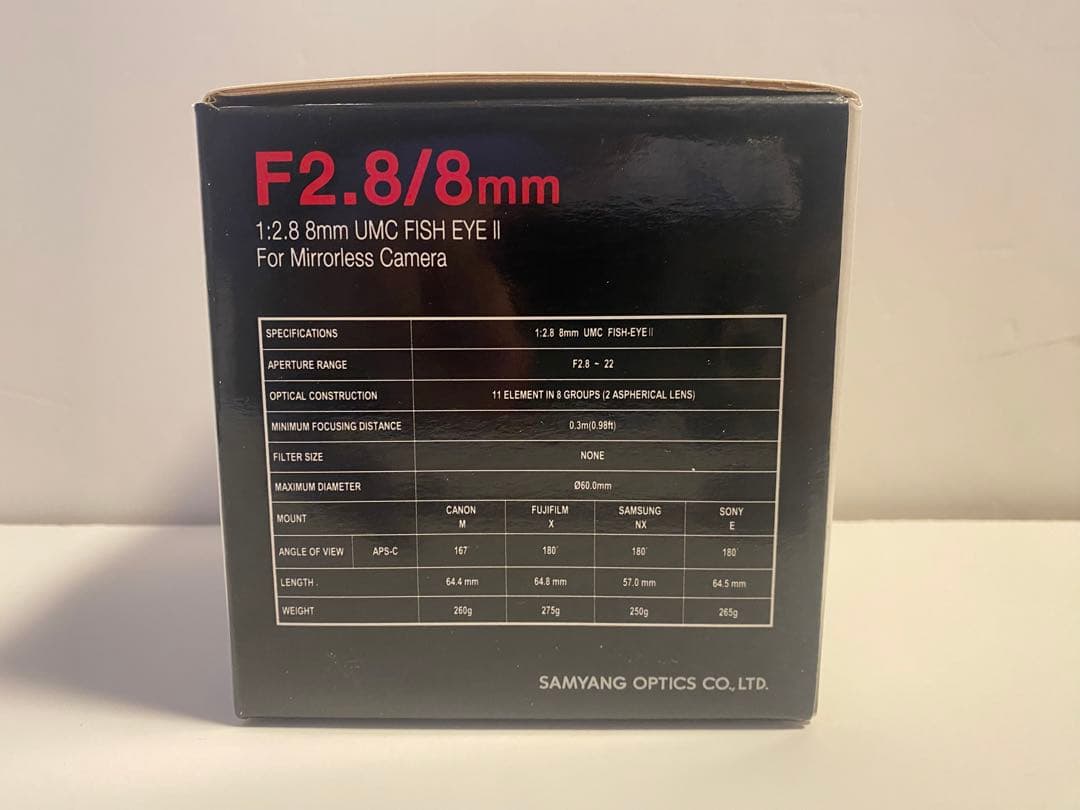 F2.8/8mm
1:2.8 8mm UMC FISH EYE II
For Mirrorless Camera
SPECIFICATIONS 1:2.8 8mm UMC FISH-EYE II
APERTURE RANGE F2.8 ~ 22
OPTICAL CONSTRUCTION 11 ELEMENT IN 8 GROUPS (2 ASPHERICAL LENS)
MINIMUM FOCUSING DISTANCE 0.3m(0.98ft)
FILTER SIZE NONE
MAXIMUM DIAMETER Ø60.0mm
MOUNT CANON M FUJIFILM X SAMSUNG NX SONY E
ANGLE OF VIEW APS-C 167° 180° 180° 180°
LENGTH 64.4 mm 64.8 mm 57.0 mm 64.5 mm
WEIGHT 260g 275g 250g 265g
SAMYANG OPTICS CO., LTD.